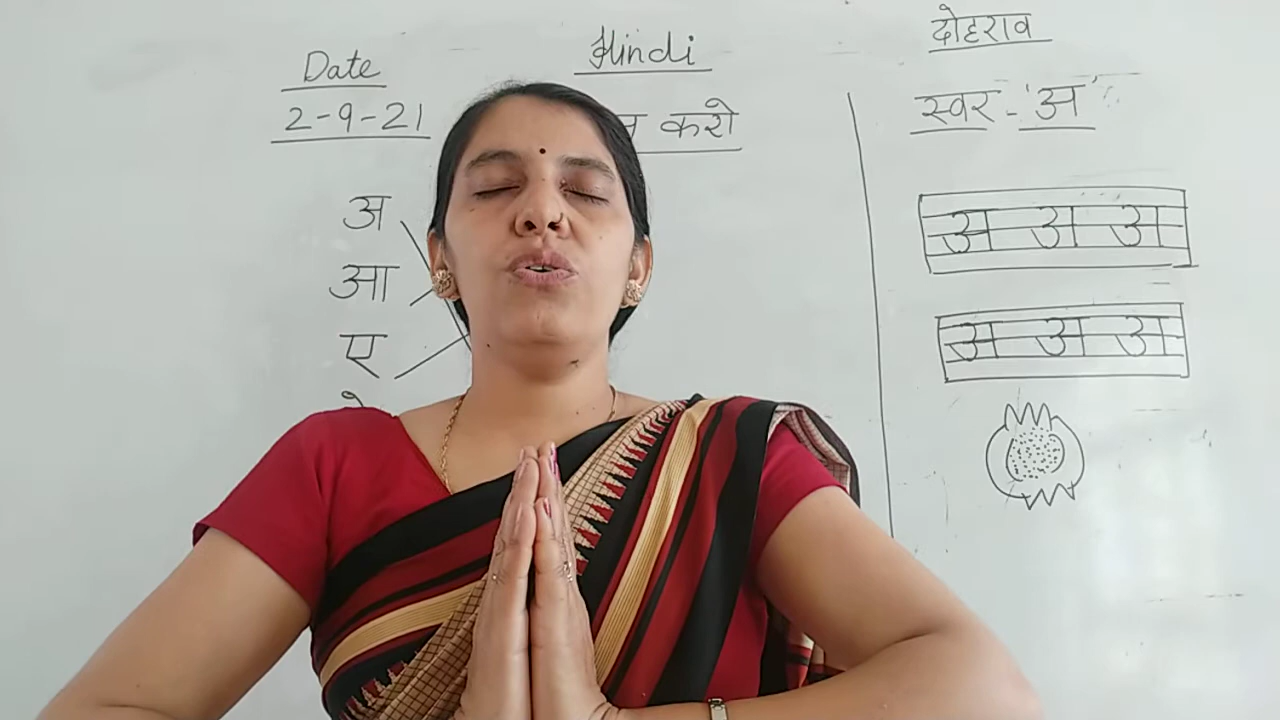 Date
2-9-21
Hindi
करो
अ
आ
ए
दोहराव
स्वर - 'अ'
अ अ अ
अ अ अ